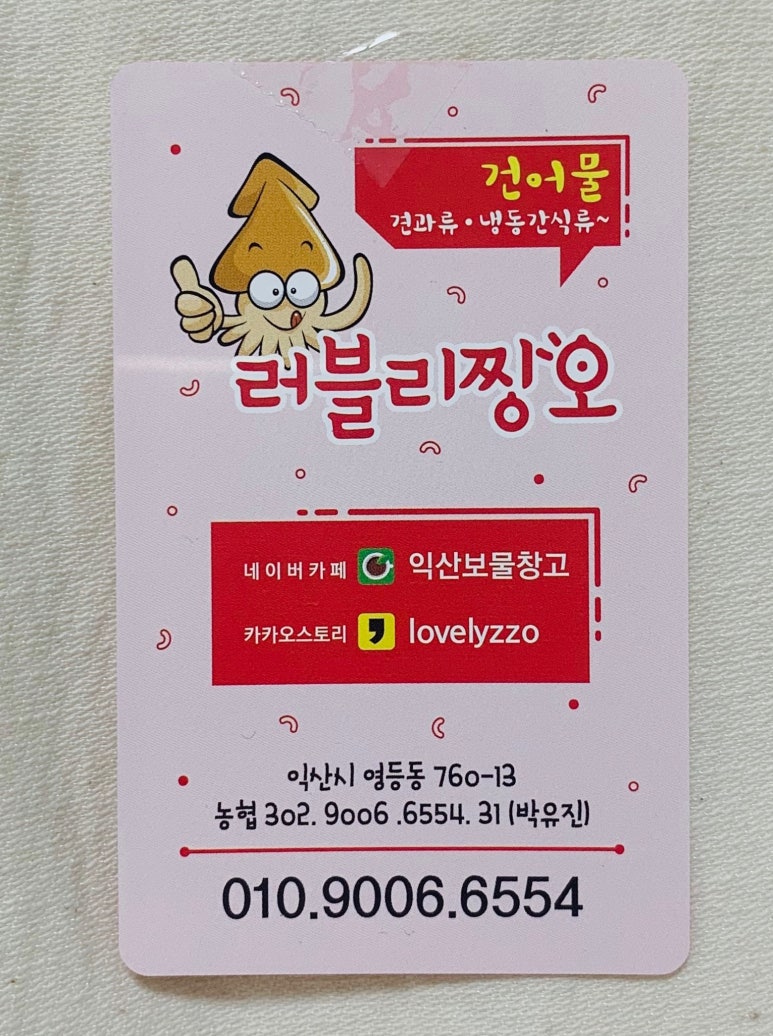 건어물
견과류·냉동간식류~
러블리짱오
네이버카페 익산보물창고
카카오스토리 lovelyzzo
익산시 영등동 760-13
농협 302. 9006 .6554. 31 (박유진)
010.9006.6554